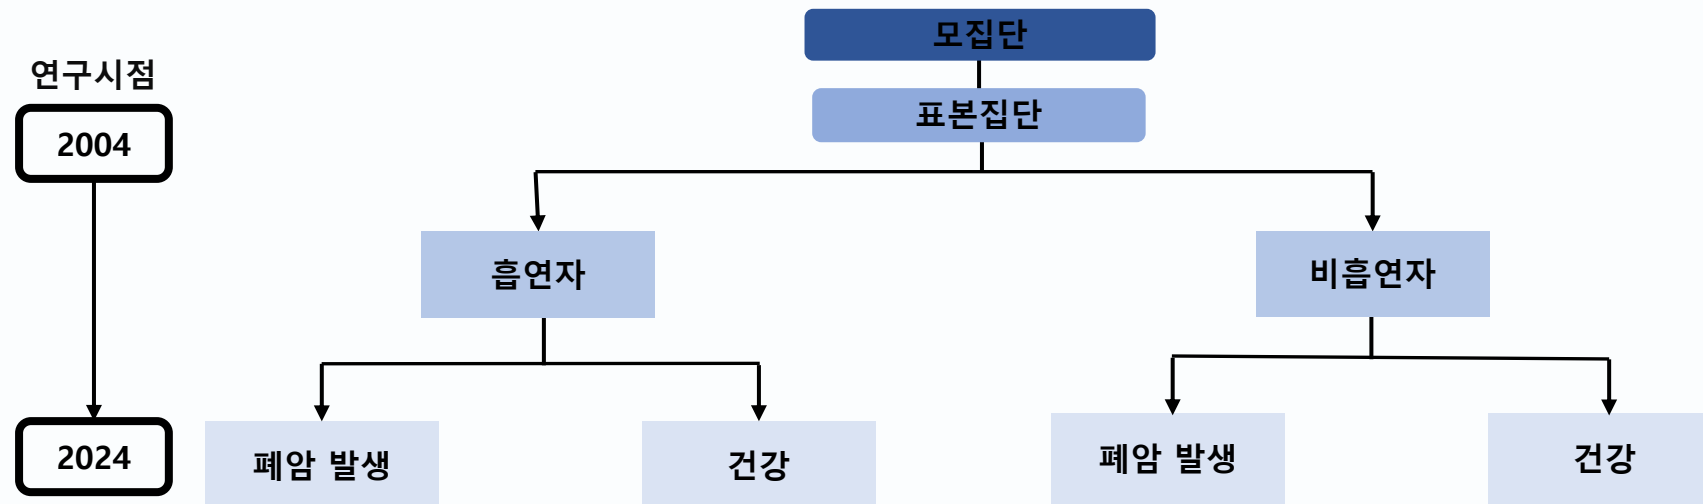 모집단
연구시점
표본집단
2004
흡연자
비흡연자
2024
폐암 발생
건강
폐암 발생
건강